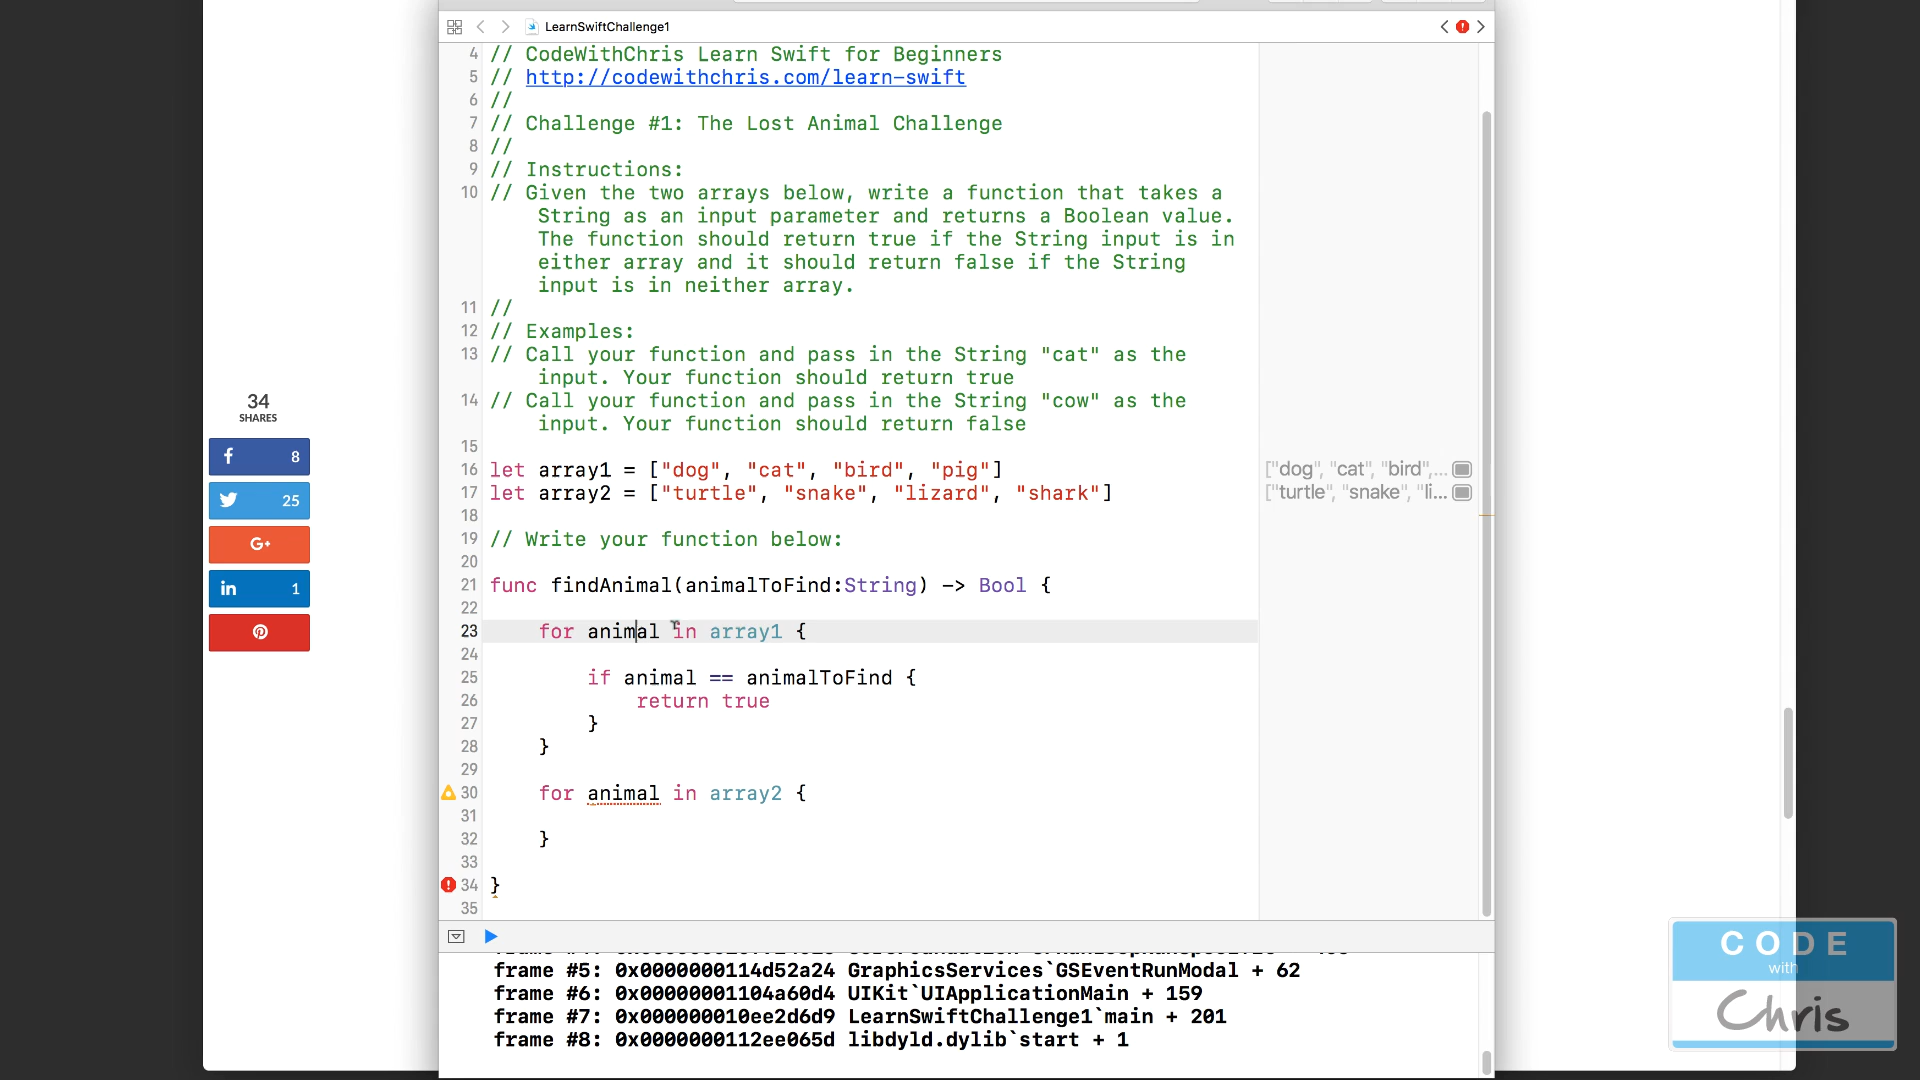 LearnSwiftChallenge1
4 // CodeWithChris Learn Swift for Beginners
5 // http://codewithchris.com/learn-swift
6 //
7 // Challenge #1: The Lost Animal Challenge
8 //
9 // Instructions:
10 // Given the two arrays below, write a function that takes a
String as an input parameter and returns a Boolean value.
The function should return true if the String input is in
either array and it should return false if the String
input is in neither array.
11 //
12 // Examples:
13 // Call your function and pass in the String "cat" as the
input. Your function should return true
14 // Call your function and pass in the String "cow" as the
input. Your function should return false
15
16 let array1 = ["dog", "cat", "bird", "pig"]
["dog", "cat", "bird",...
17 let array2 = ["turtle", "snake", "lizard", "shark"]
["turtle", "snake", "li...
18
19 // Write your function below:
20
21 func findAnimal(animalToFind:String) -> Bool {
22
23 for animal in array1 {
24
25 if animal == animalToFind {
26 return true
27 }
28 }
29
30 for animal in array2 {
31
32 }
33
34 }
35
34
SHARES
f 8
25
G+
in 1
frame #5: 0x0000000114d52a24 GraphicsServices`GSEventRunModal + 62
frame #6: 0x00000001104a60d4 UIKit`UIApplicationMain + 159
frame #7: 0x000000010ee2d6d9 LearnSwiftChallenge1`main + 201
frame #8: 0x0000000112ee065d libdyld.dylib`start + 1
CODE
with
Chris